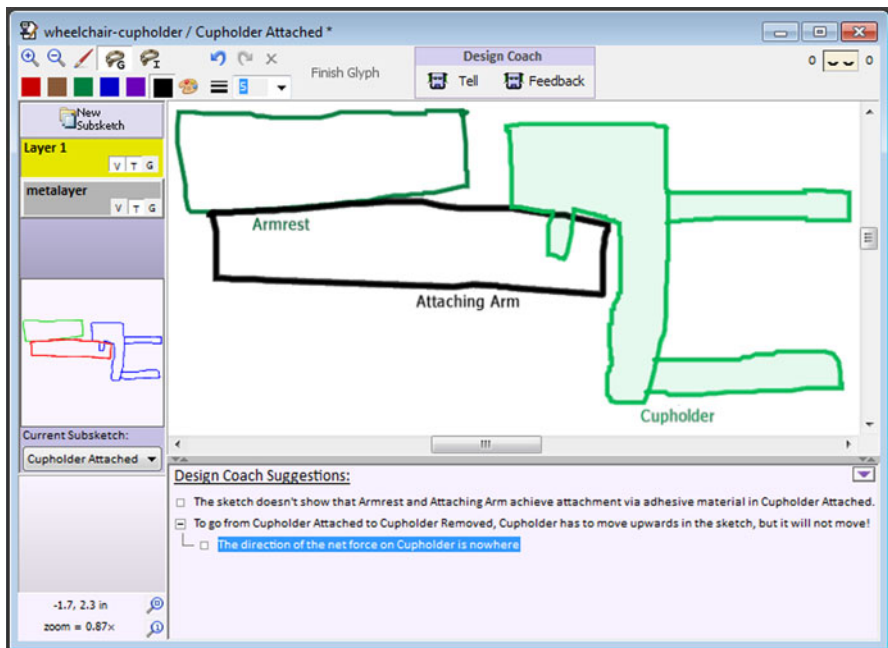 wheelchair-cupholder / Cupholder Attached *
Design Coach
Finish Glyph
Tell
Feedback
0
0
G
I
S
New
Subsketch
Layer 1
V T G
metalayer
V T G
Armrest
Attaching Arm
Cupholder
Current Subsketch:
Cupholder Attached
Design Coach Suggestions:
The sketch doesn't show that Armrest and Attaching Arm achieve attachment via adhesive material in Cupholder Attached.
To go from Cupholder Attached to Cupholder Removed, Cupholder has to move upwards in the sketch, but it will not move!
The direction of the net force on Cupholder is nowhere
-1.7, 2.3 in
zoom = 0.87×